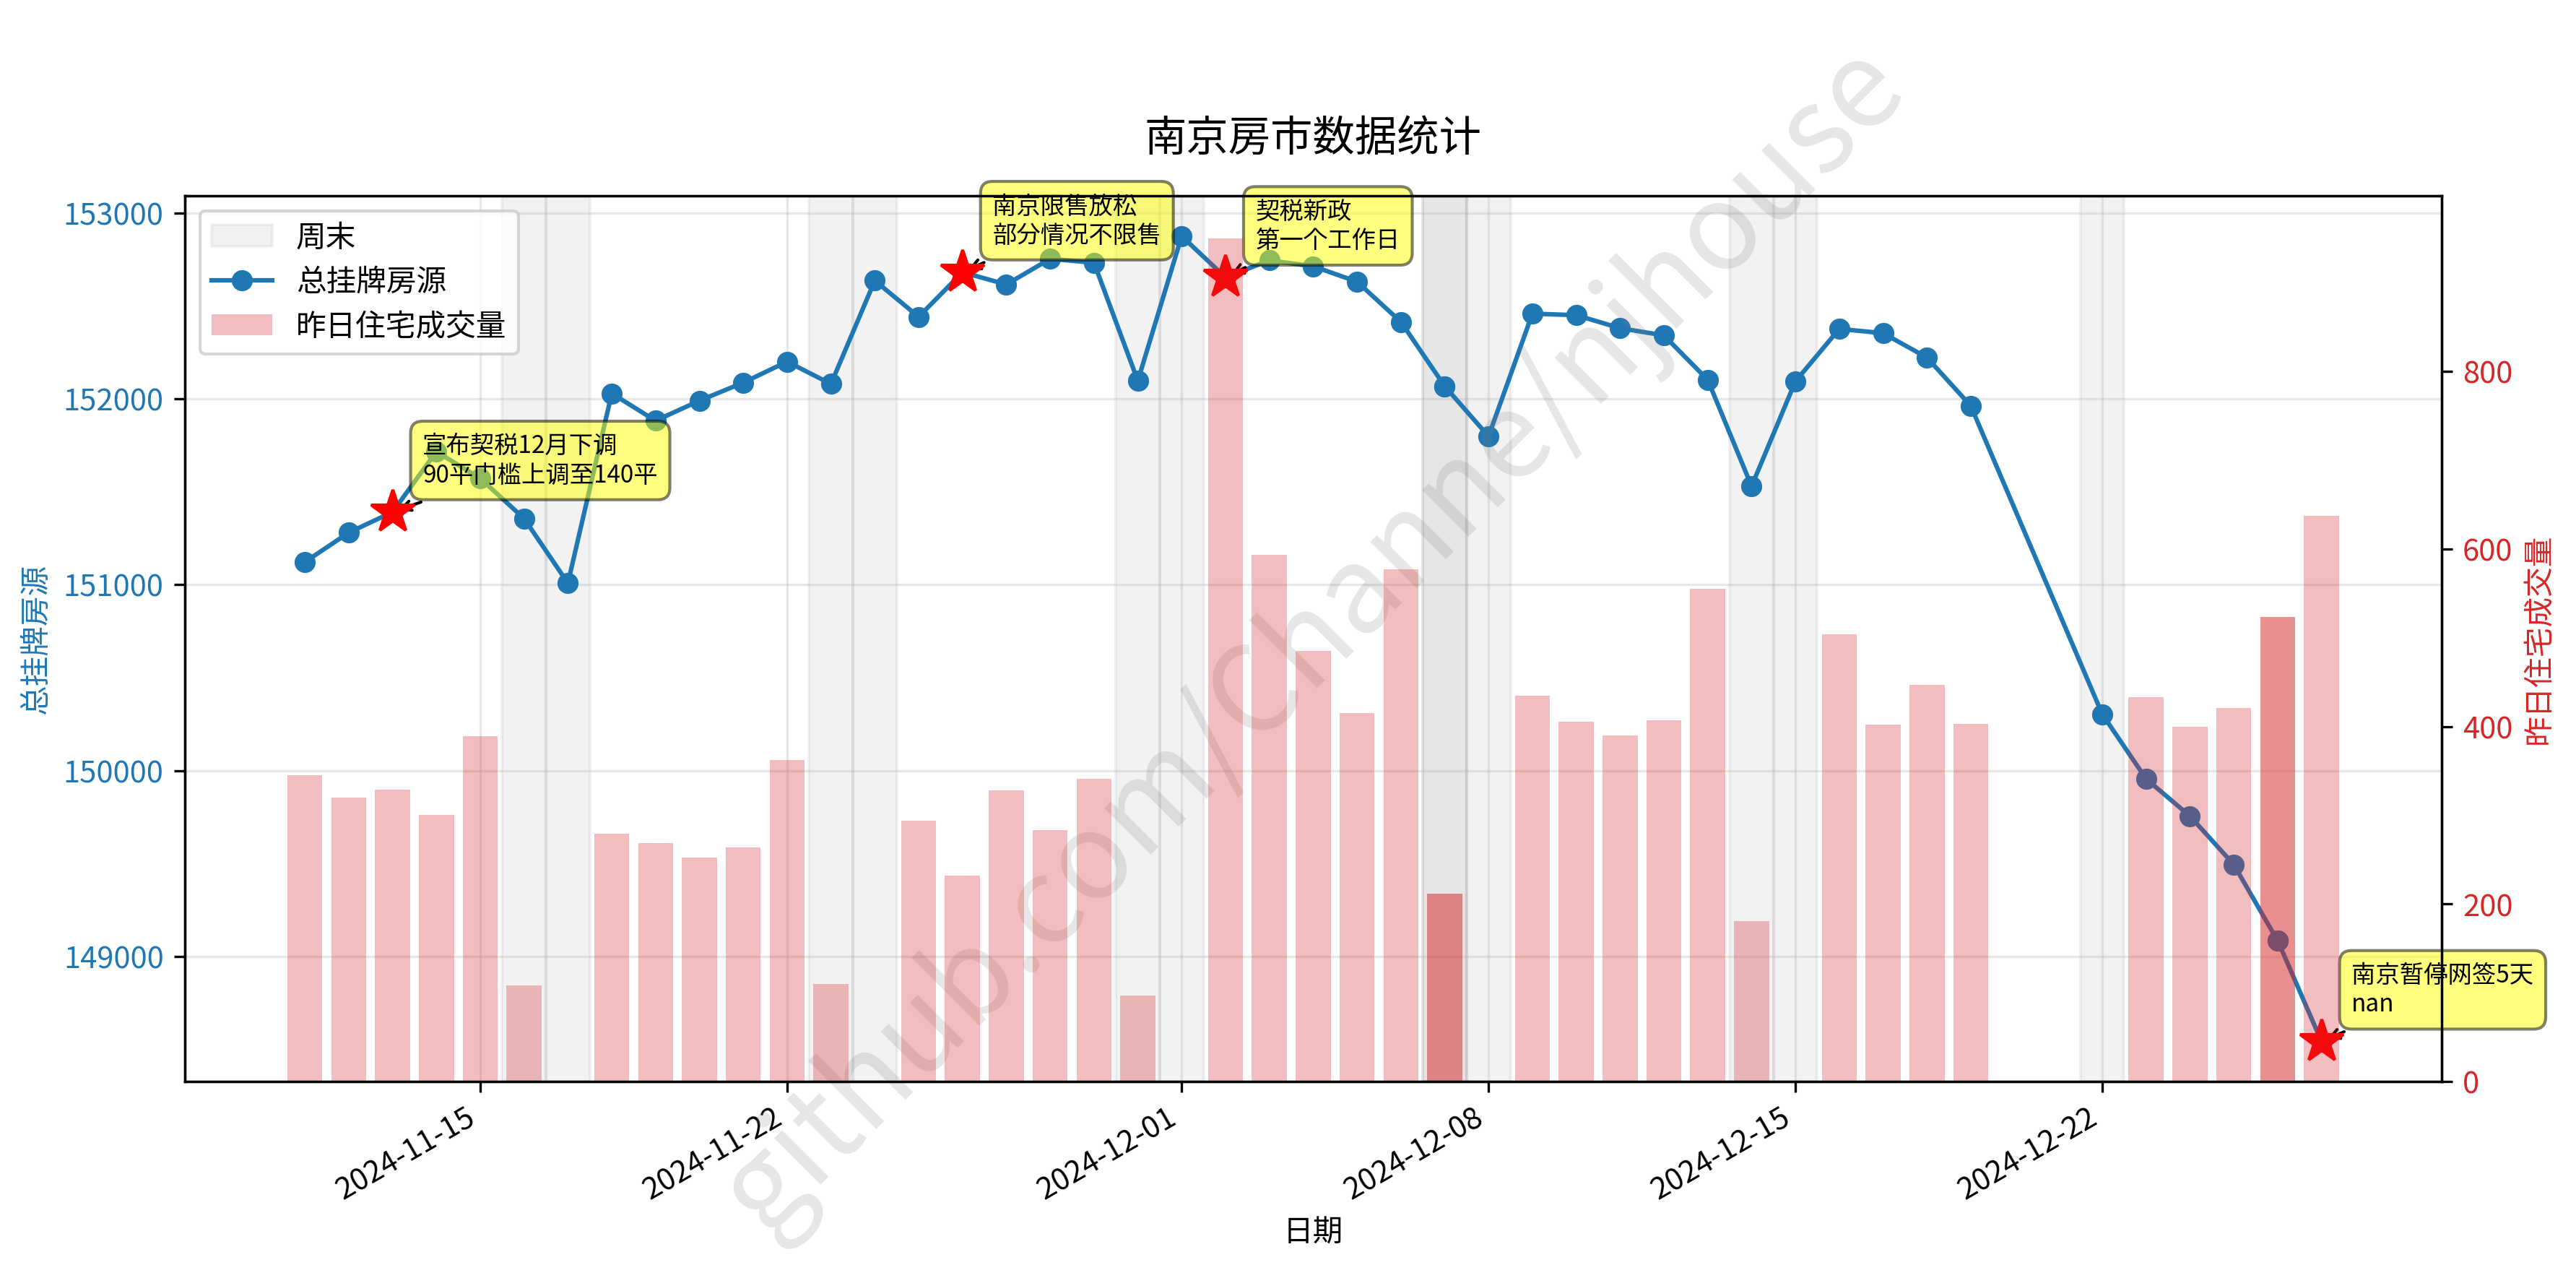 南京房市数据统计
153000
152000
151000
150000
149000
总挂牌房源
周末
总挂牌房源
昨日住宅成交量
宣布契税12月下调
90平门槛上调至140平
南京限售放松
部分情况不限售
契税新政
第一个工作日
南京暂停网签5天
nan
800
600
400
200
0
昨日住宅成交量
2024-11-15
2024-11-22
2024-12-01
2024-12-08
2024-12-15
2024-12-22
日期
github.com/Channe/njhouse